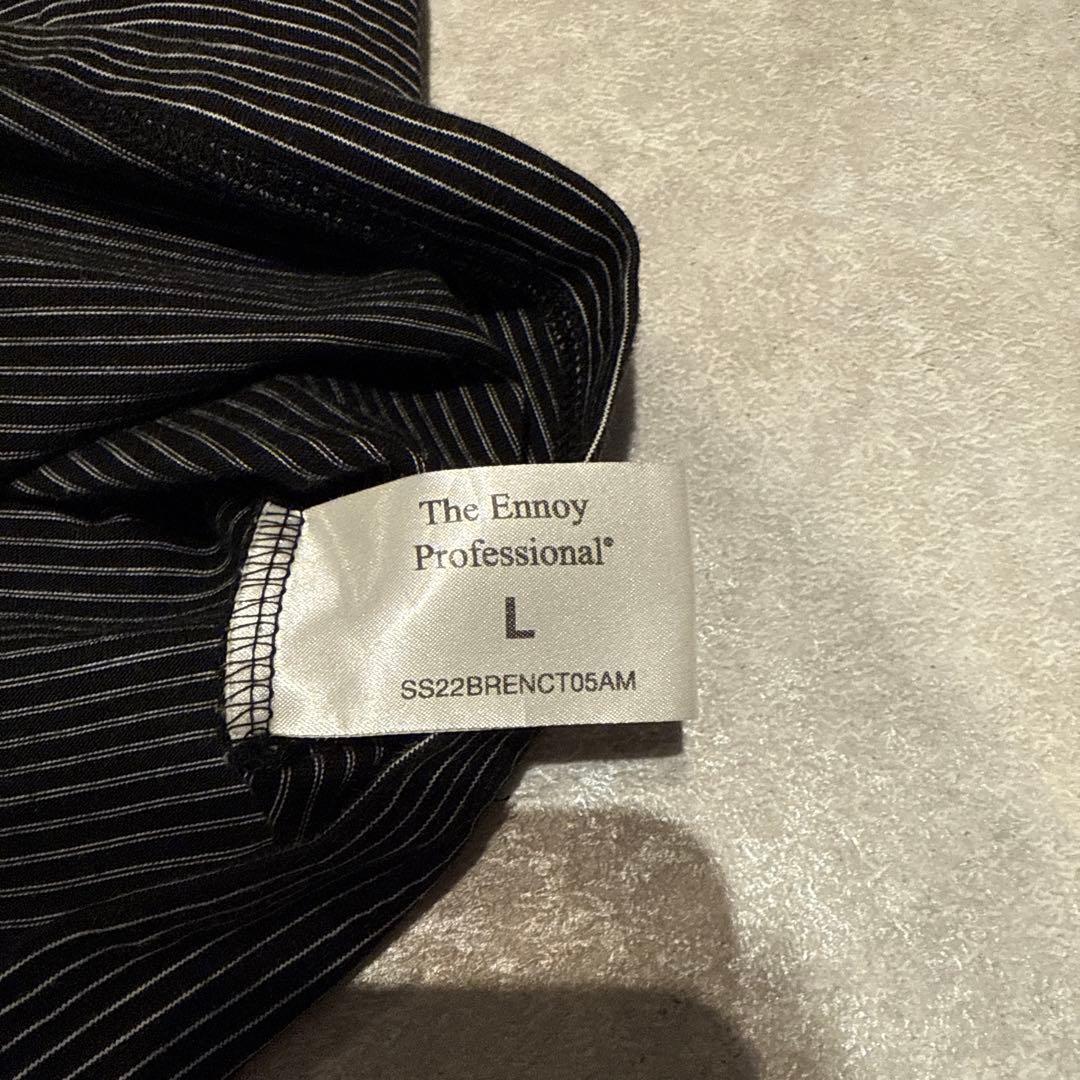 The Ennoy
Professional®
L
SS22BRENCT05AM